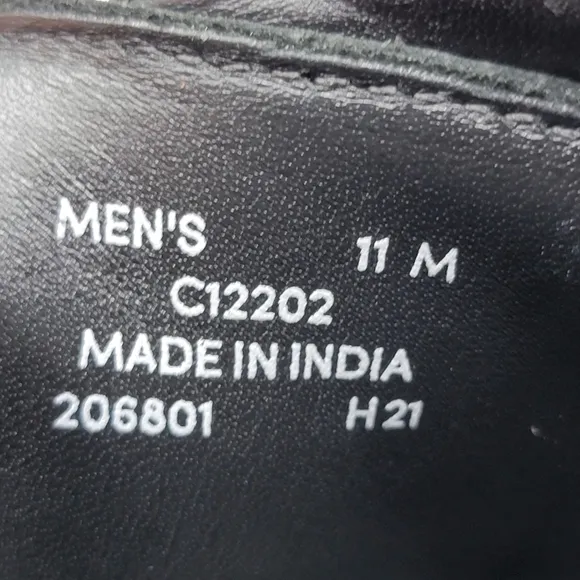 MEN'S 11 M
C12202
MADE IN INDIA
206801 H21